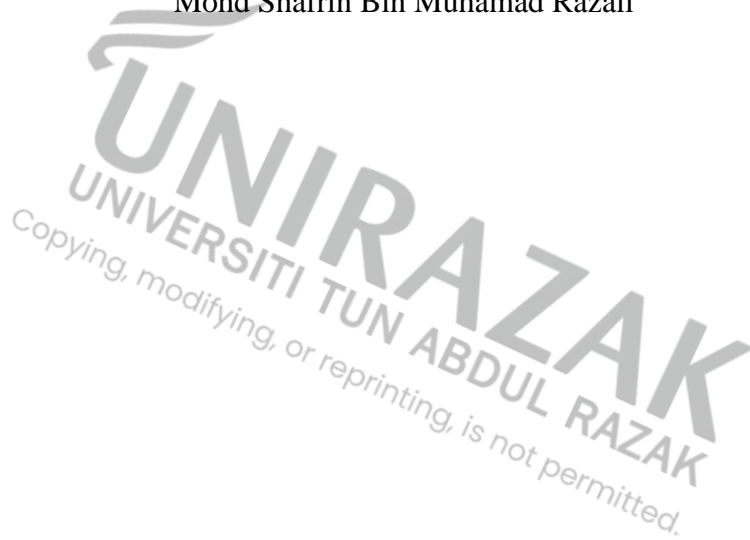 Mohd Shafrin Bin Muhamad Razali
UNIRAZAK
UNIVERSITI TUN ABDUL RAZAK
Copying, modifying, or reprinting, is not permitted.